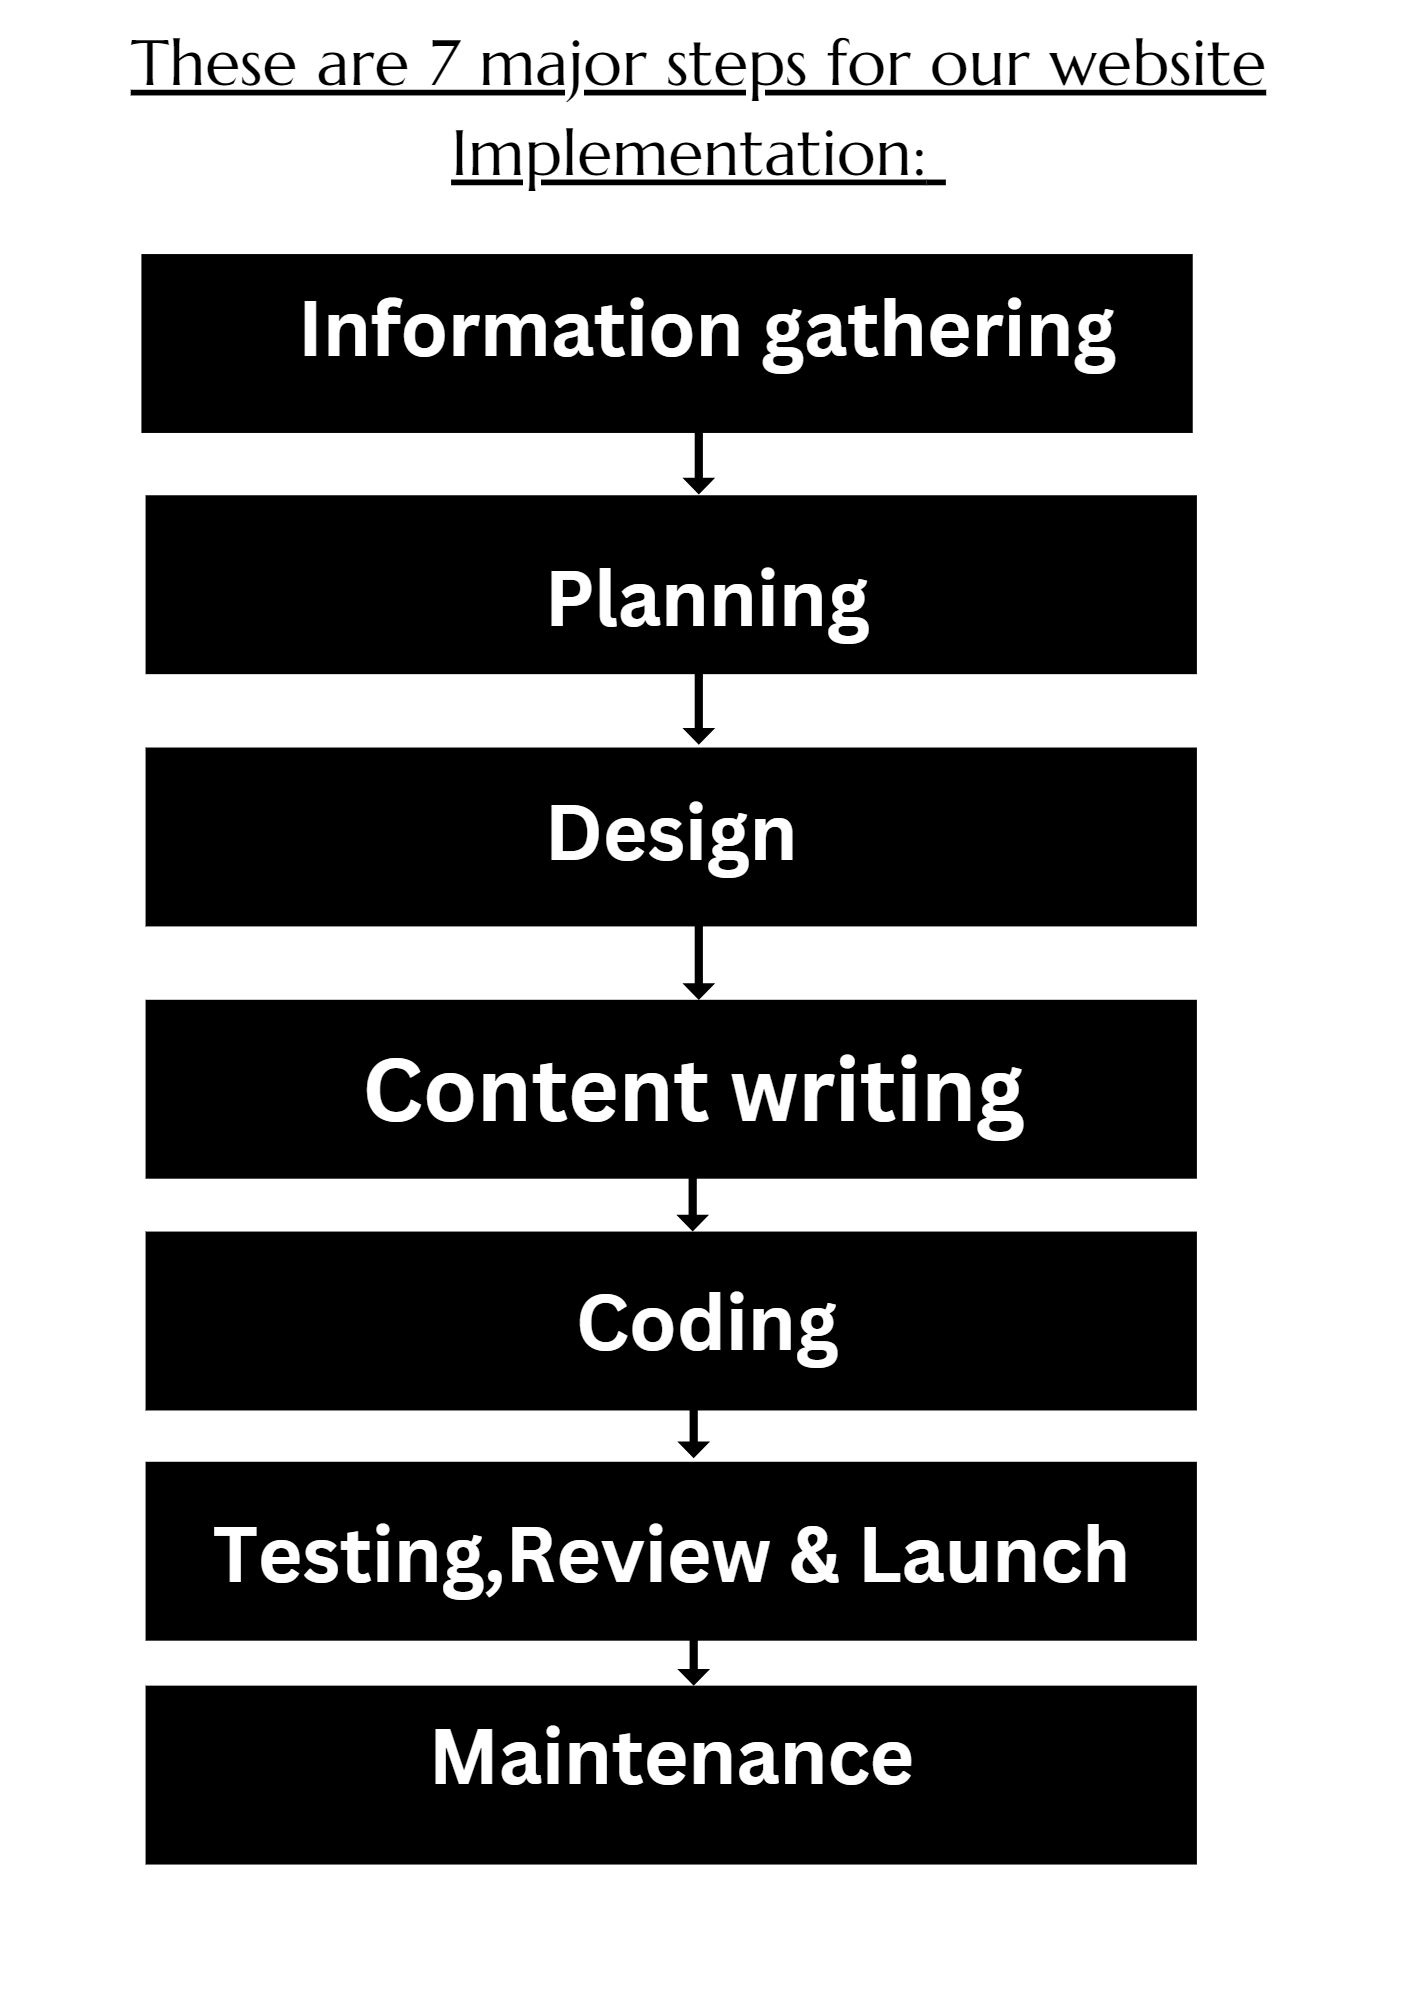 These are 7 major steps for our website
Implementation:
Information gathering
Planning
Design
Content writing
Coding
Testing,Review & Launch
Maintenance